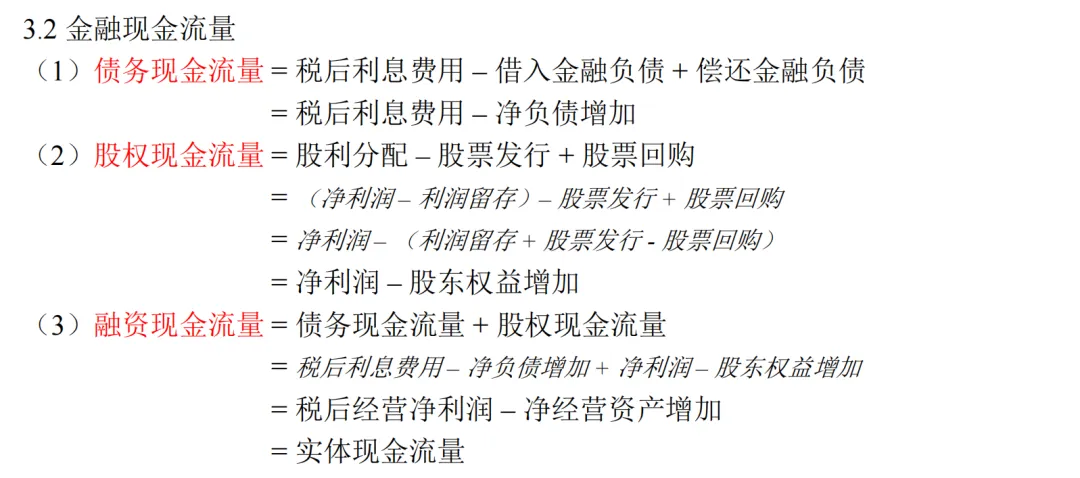 3.2 金融现金流量
（1）债务现金流量 = 税后利息费用 – 借入金融负债 + 偿还金融负债
= 税后利息费用 – 净负债增加
（2）股权现金流量 = 股利分配 – 股票发行 + 股票回购
= （净利润 – 利润留存）– 股票发行 + 股票回购
= 净利润 – （利润留存 + 股票发行 - 股票回购）
= 净利润 – 股东权益增加
（3）融资现金流量 = 债务现金流量 + 股权现金流量
= 税后利息费用 – 净负债增加 + 净利润 – 股东权益增加
= 税后经营净利润 – 净经营资产增加
= 实体现金流量